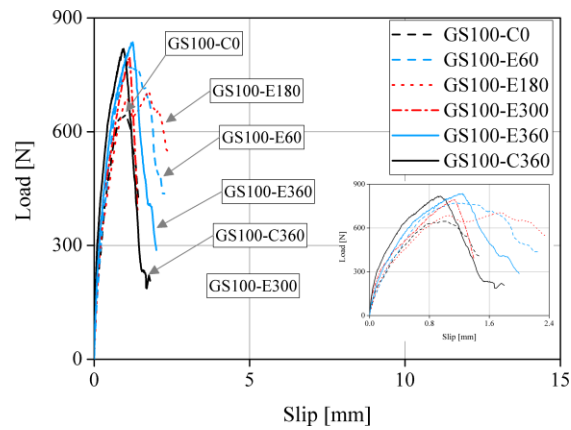 900
600
300
0
0
5
10
15
Load [N]
Slip [mm]
GS100-C0
GS100-E180
GS100-E60
GS100-E360
GS100-C360
GS100-E300
GS100-C0
GS100-E60
GS100-E180
GS100-E300
GS100-E360
GS100-C360
900
600
300
0
0.0
0.8
1.6
2.4
Load [N]
Slip [mm]